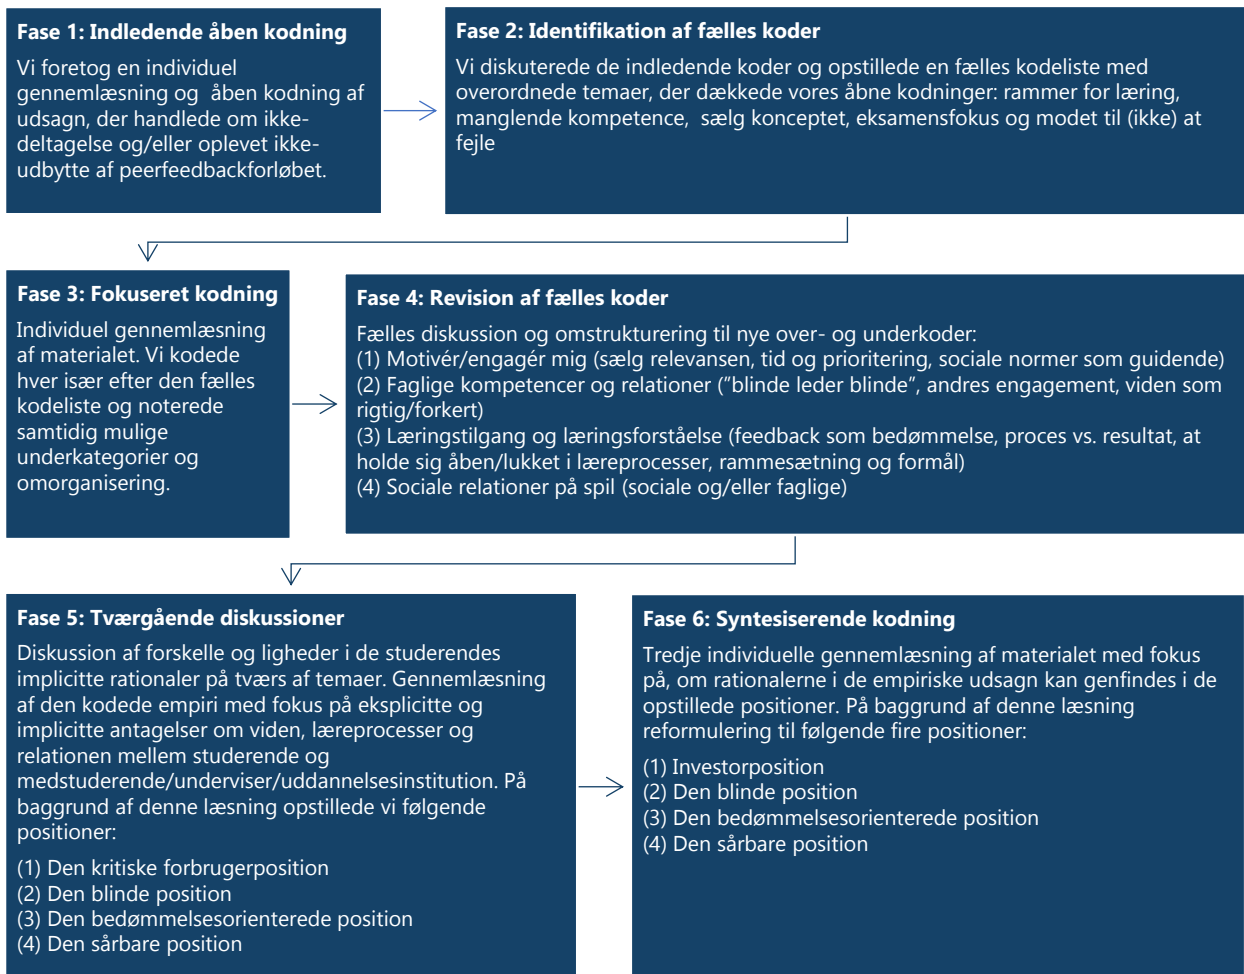 Fase 1: Indledende åben kodning
Vi foretog en individuel
gennemlæsning og  åben kodning af
udsagn, der handlede om ikke-
deltagelse og/eller oplevet ikke-
udbytte af peerfeedbackforløbet.
Fase 2: Identifikation af fælles koder
Vi diskuterede de indledende koder og opstillede en fælles kodeliste med
overordnede temaer, der dækkede vores åbne kodninger: rammer for læring,
manglende kompetence,  sælg konceptet, eksamensfokus og modet til (ikke) at
fejle
Fase 3: Fokuseret kodning
Individuel gennemlæsning
af materialet. Vi kodede
hver især efter den fælles
kodeliste og noterede
samtidig mulige
underkategorier og
omorganisering.
Fase 4: Revision af fælles koder
Fælles diskussion og omstrukturering til nye over- og underkoder:
(1) Motivér/engagér mig (sælg relevansen, tid og prioritering, sociale normer som guidende)
(2) Faglige kompetencer og relationer ("blinde leder blinde", andres engagement, viden som
rigtig/forkert)
(3) Læringstilgang og læringsforståelse (feedback som bedømmelse, proces vs. resultat, at
holde sig åben/lukket i læreprocesser, rammesætning og formål)
(4) Sociale relationer på spil (sociale og/eller faglige)
Fase 5: Tværgående diskussioner
Diskussion af forskelle og ligheder i de studerendes
implicitte rationaler på tværs af temaer. Gennemlæsning
af den kodede empiri med fokus på eksplicitte og
implicitte antagelser om viden, læreprocesser og
relationen mellem studerende og
medstuderende/underviser/uddannelsesinstitution. På
baggrund af denne læsning opstillede vi følgende
positioner:
(1) Den kritiske forbrugerposition
(2) Den blinde position
(3) Den bedømmelsesorienterede position
(4) Den sårbare position
Fase 6: Syntesiserende kodning
Tredje individuelle gennemlæsning af materialet med fokus
på, om rationalerne i de empiriske udsagn kan genfindes i de
opstillede positioner. På baggrund af denne læsning
reformulering til følgende fire positioner:
(1) Investorposition
(2) Den blinde position
(3) Den bedømmelsesorienterede position
(4) Den sårbare position